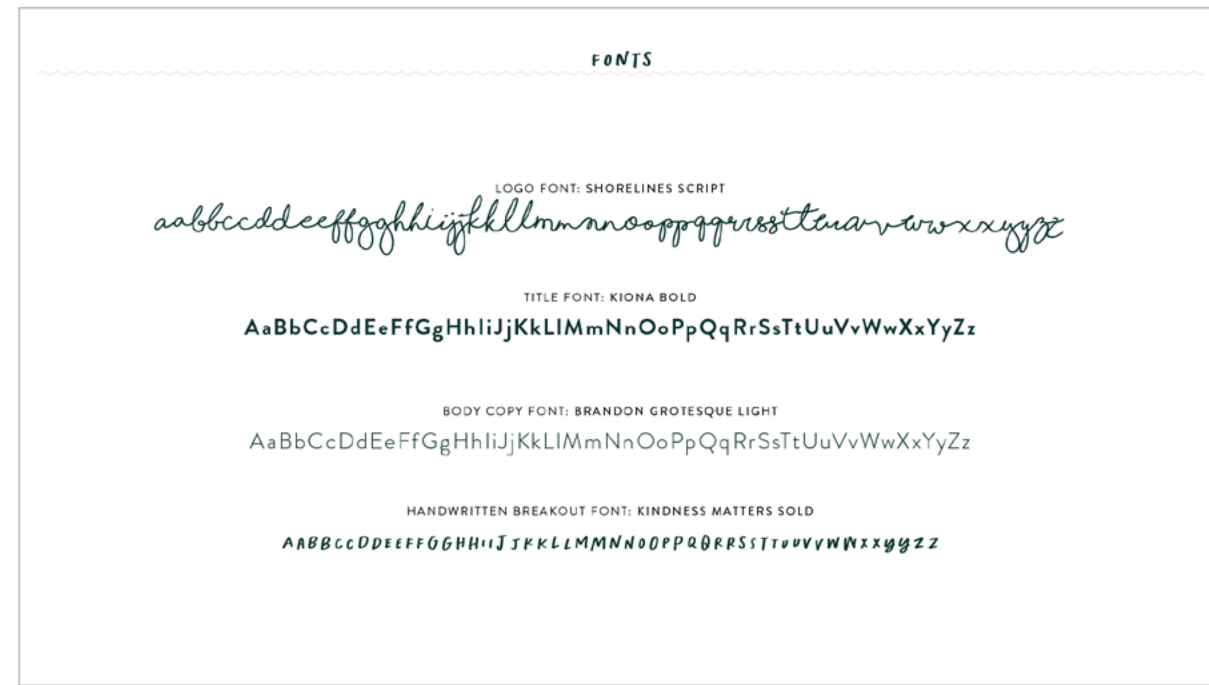 FONTS
LOGO FONT: SHORELINES SCRIPT
aabbccddeeffgghhiijjkkllmmnnooppqqrrssttuuvvwwxxyyzz
TITLE FONT: KIONA BOLD
AaBbCcDdEeFfGgHhIiJjKkLlMmNnOoPpQqRrSsTtUuVvWwXxYyZz
BODY COPY FONT: BRANDON GROTESQUE LIGHT
AaBbCcDdEeFfGgHhIiJjKkLlMmNnOoPpQqRrSsTtUuVvWwXxYyZz
HANDWRITTEN BREAKOUT FONT: KINDNESS MATTERS SOLD
AABBCCDDEEFFGGHHIIJJKKLLMMNNOOPPQQRRSSTTUUVVWWXXYYZZ